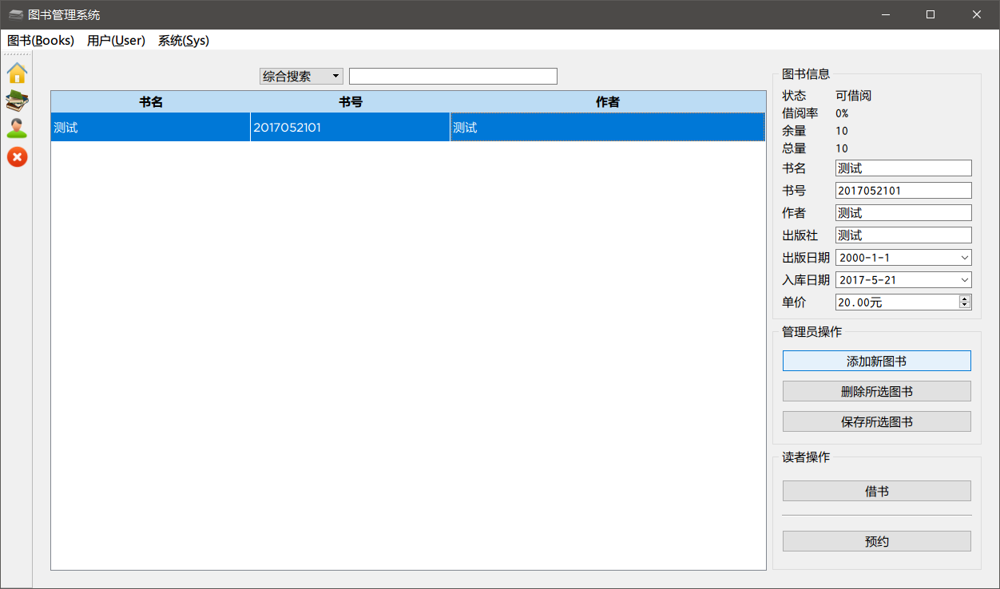 图书管理系统
图书(Books) 用户(User) 系统(Sys)
综合搜索
书名 书号 作者
测试 2017052101 测试
图书信息
状态 可借阅
借阅率 0%
余量 10
总量 10
书名 测试
书号 2017052101
作者 测试
出版社 测试
出版日期 2000-1-1
入库日期 2017-5-21
单价 20.00元
管理员操作
添加新图书
删除所选图书
保存所选图书
读者操作
借书
预约